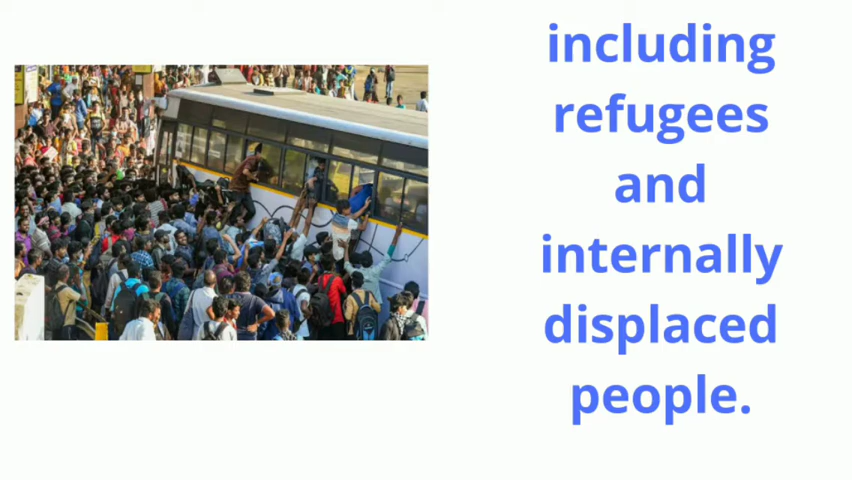 including
refugees
and
internally
displaced
people.